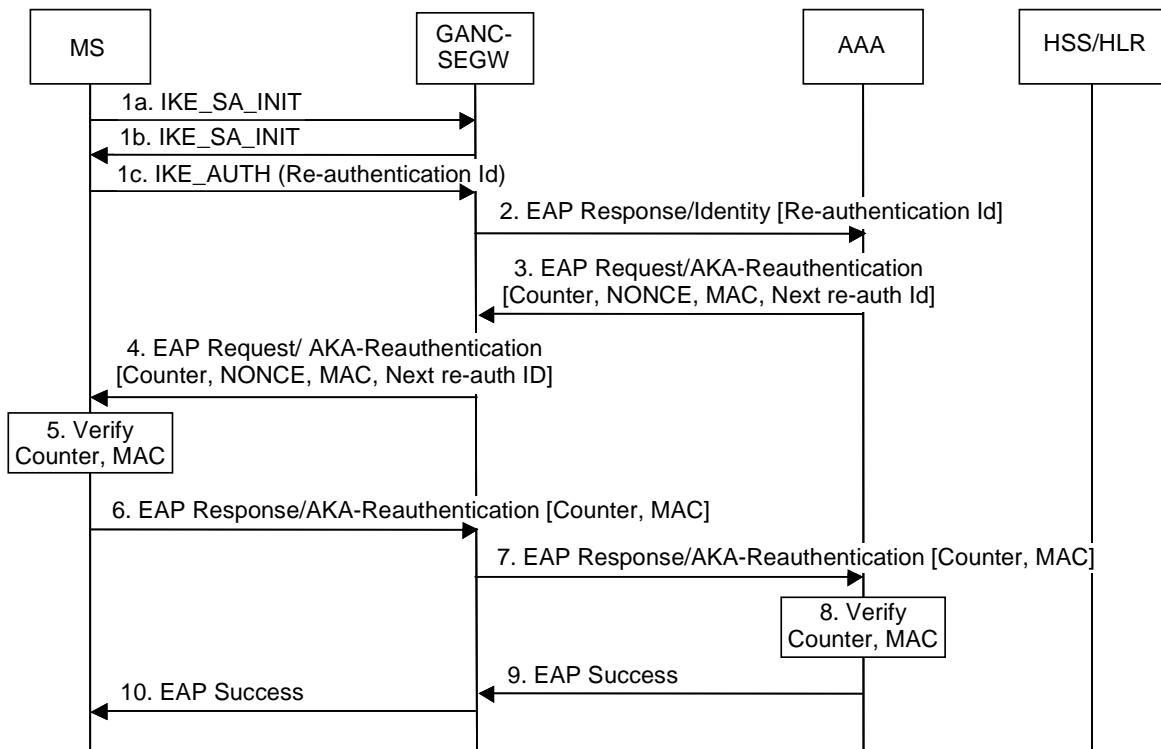 MS
GANC-
SEGW
AAA
HSS/HLR
1a. IKE_SA_INIT
1b. IKE_SA_INIT
1c. IKE_AUTH (Re-authentication Id)
2. EAP Response/Identity [Re-authentication Id]
3. EAP Request/AKA-Reauthentication
[Counter, NONCE, MAC, Next re-auth Id]
4. EAP Request/ AKA-Reauthentication
[Counter, NONCE, MAC, Next re-auth ID]
5. Verify
Counter, MAC
6. EAP Response/AKA-Reauthentication [Counter, MAC]
7. EAP Response/AKA-Reauthentication [Counter, MAC]
8. Verify
Counter, MAC
9. EAP Success
10. EAP Success